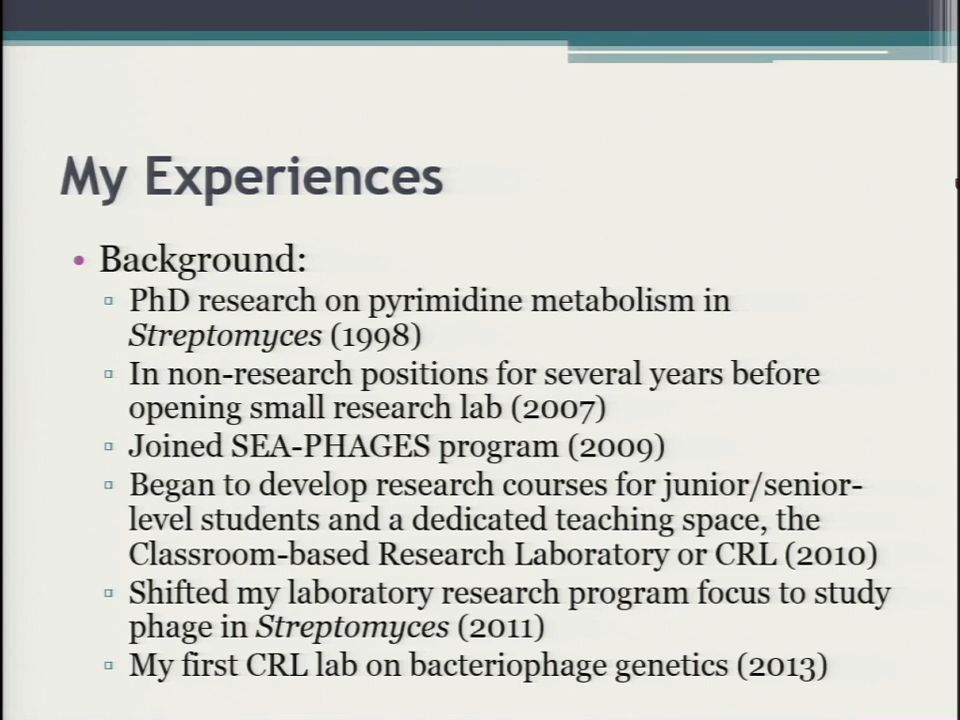 My Experiences
• Background:
▫ PhD research on pyrimidine metabolism in
Streptomyces (1998)
▫ In non-research positions for several years before
opening small research lab (2007)
▫ Joined SEA-PHAGES program (2009)
▫ Began to develop research courses for junior/senior-
level students and a dedicated teaching space, the
Classroom-based Research Laboratory or CRL (2010)
▫ Shifted my laboratory research program focus to study
phage in Streptomyces (2011)
▫ My first CRL lab on bacteriophage genetics (2013)